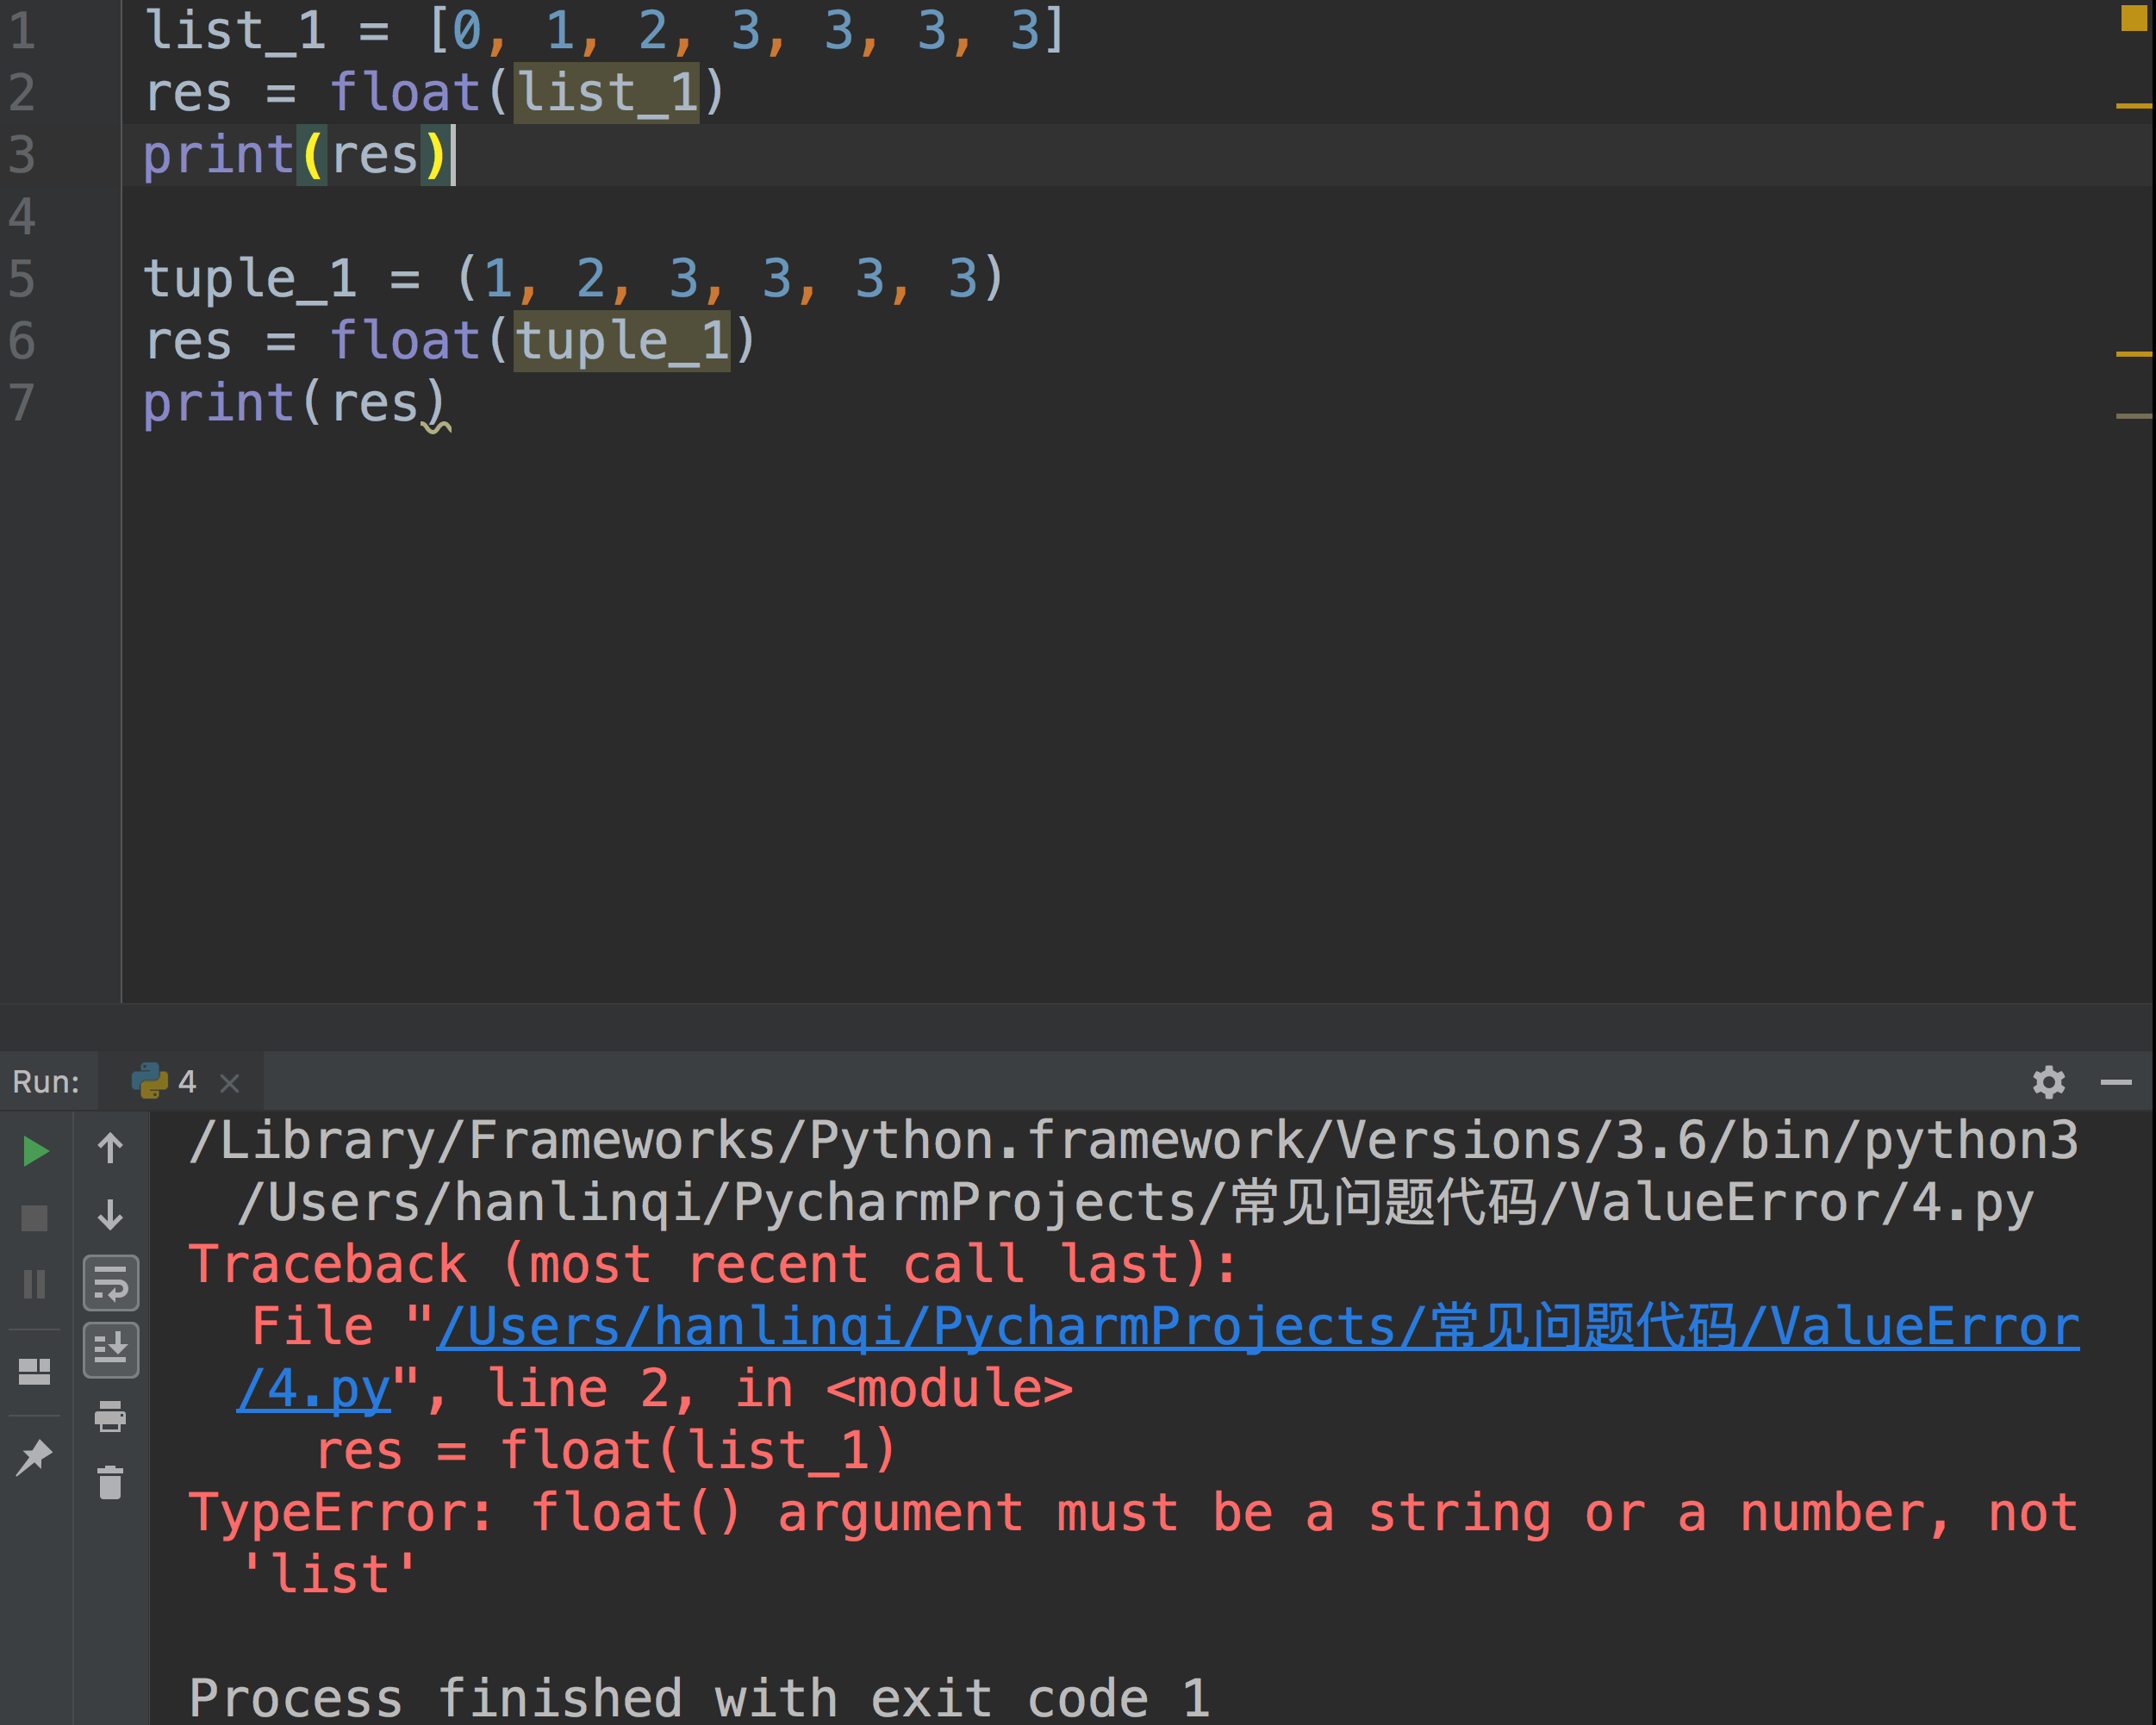 1 list_1 = [0, 1, 2, 3, 3, 3, 3]
2 res = float(list_1)
3 print(res)
4
5 tuple_1 = (1, 2, 3, 3, 3, 3)
6 res = float(tuple_1)
7 print(res)
Run: 4
/Library/Frameworks/Python.framework/Versions/3.6/bin/python3
/Users/hanlinqi/PycharmProjects/常见问题代码/ValueError/4.py
Traceback (most recent call last):
File "/Users/hanlinqi/PycharmProjects/常见问题代码/ValueError
/4.py", line 2, in <module>
res = float(list_1)
TypeError: float() argument must be a string or a number, not
'list'
Process finished with exit code 1